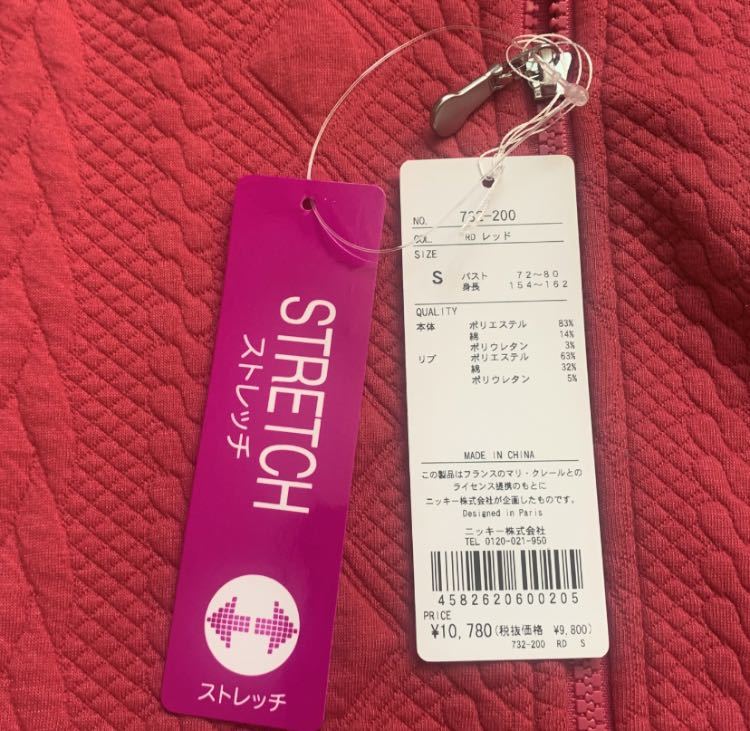 STRETCH
ストレッチ
ストレッチ
NO. 732-200
COL. RD レッド
SIZE
S バスト 72～80
身長 154～162
QUALITY
本体 ポリエステル 83%
綿 14%
ポリウレタン 3%
リブ ポリエステル 63%
綿 32%
ポリウレタン 5%
MADE IN CHINA
この製品はフランスのマリ・クレールとの
ライセンス提携のもとに
ニッキー株式会社が企画したものです。
Designed in Paris
ニッキー株式会社
TEL 0120-021-950
4582620600205
PRICE
¥10,780(税抜価格 ¥9,800)
732-200 RD S